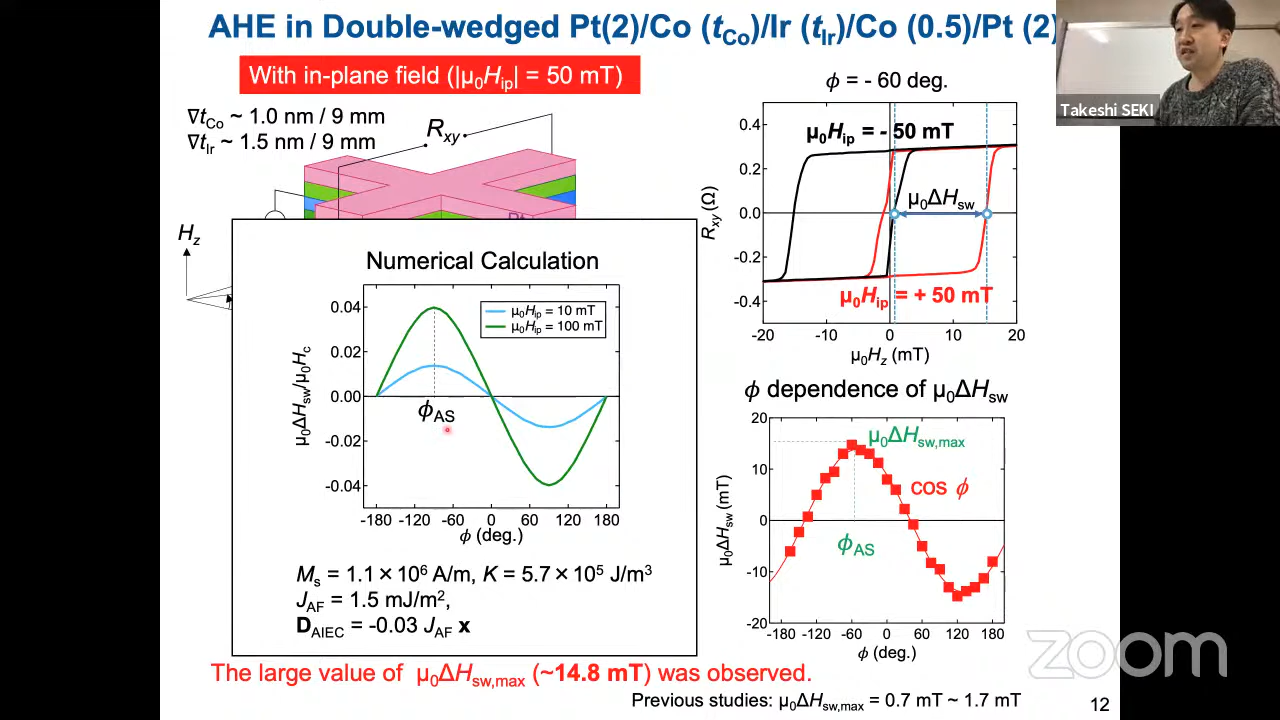 AHE in Double-wedged Pt(2)/Co (tCo)/Ir (tIr)/Co (0.5)/Pt (2)
With in-plane field (|μ0Hip| = 50 mT)
∇tCo ~ 1.0 nm / 9 mm
∇tIr ~ 1.5 nm / 9 mm
Rxy
Hz
Numerical Calculation
0.04
0.02
0.00
-0.02
-0.04
μ0ΔHsw/μ0Hc
μ0Hip = 10 mT
μ0Hip = 100 mT
ϕAS
-180 -120 -60 0 60 120 180
ϕ (deg.)
Ms = 1.1 × 10^6 A/m, K = 5.7 × 10^5 J/m^3
JAF = 1.5 mJ/m^2,
DAIEC = -0.03 JAF x
ϕ = - 60 deg.
0.4
0.2
0.0
-0.2
-0.4
Rxy (Ω)
μ0Hip = - 50 mT
μ0ΔHsw
μ0Hip = + 50 mT
-20 -10 0 10 20
μ0Hz (mT)
ϕ dependence of μ0ΔHsw
20
10
0
-10
-20
μ0ΔHsw (mT)
μ0ΔHsw,max
cos ϕ
ϕAS
-180 -120 -60 0 60 120 180
ϕ (deg.)
The large value of μ0ΔHsw,max (~14.8 mT) was observed.
Previous studies: μ0ΔHsw,max = 0.7 mT ~ 1.7 mT
12
Takeshi SEKI
zoom